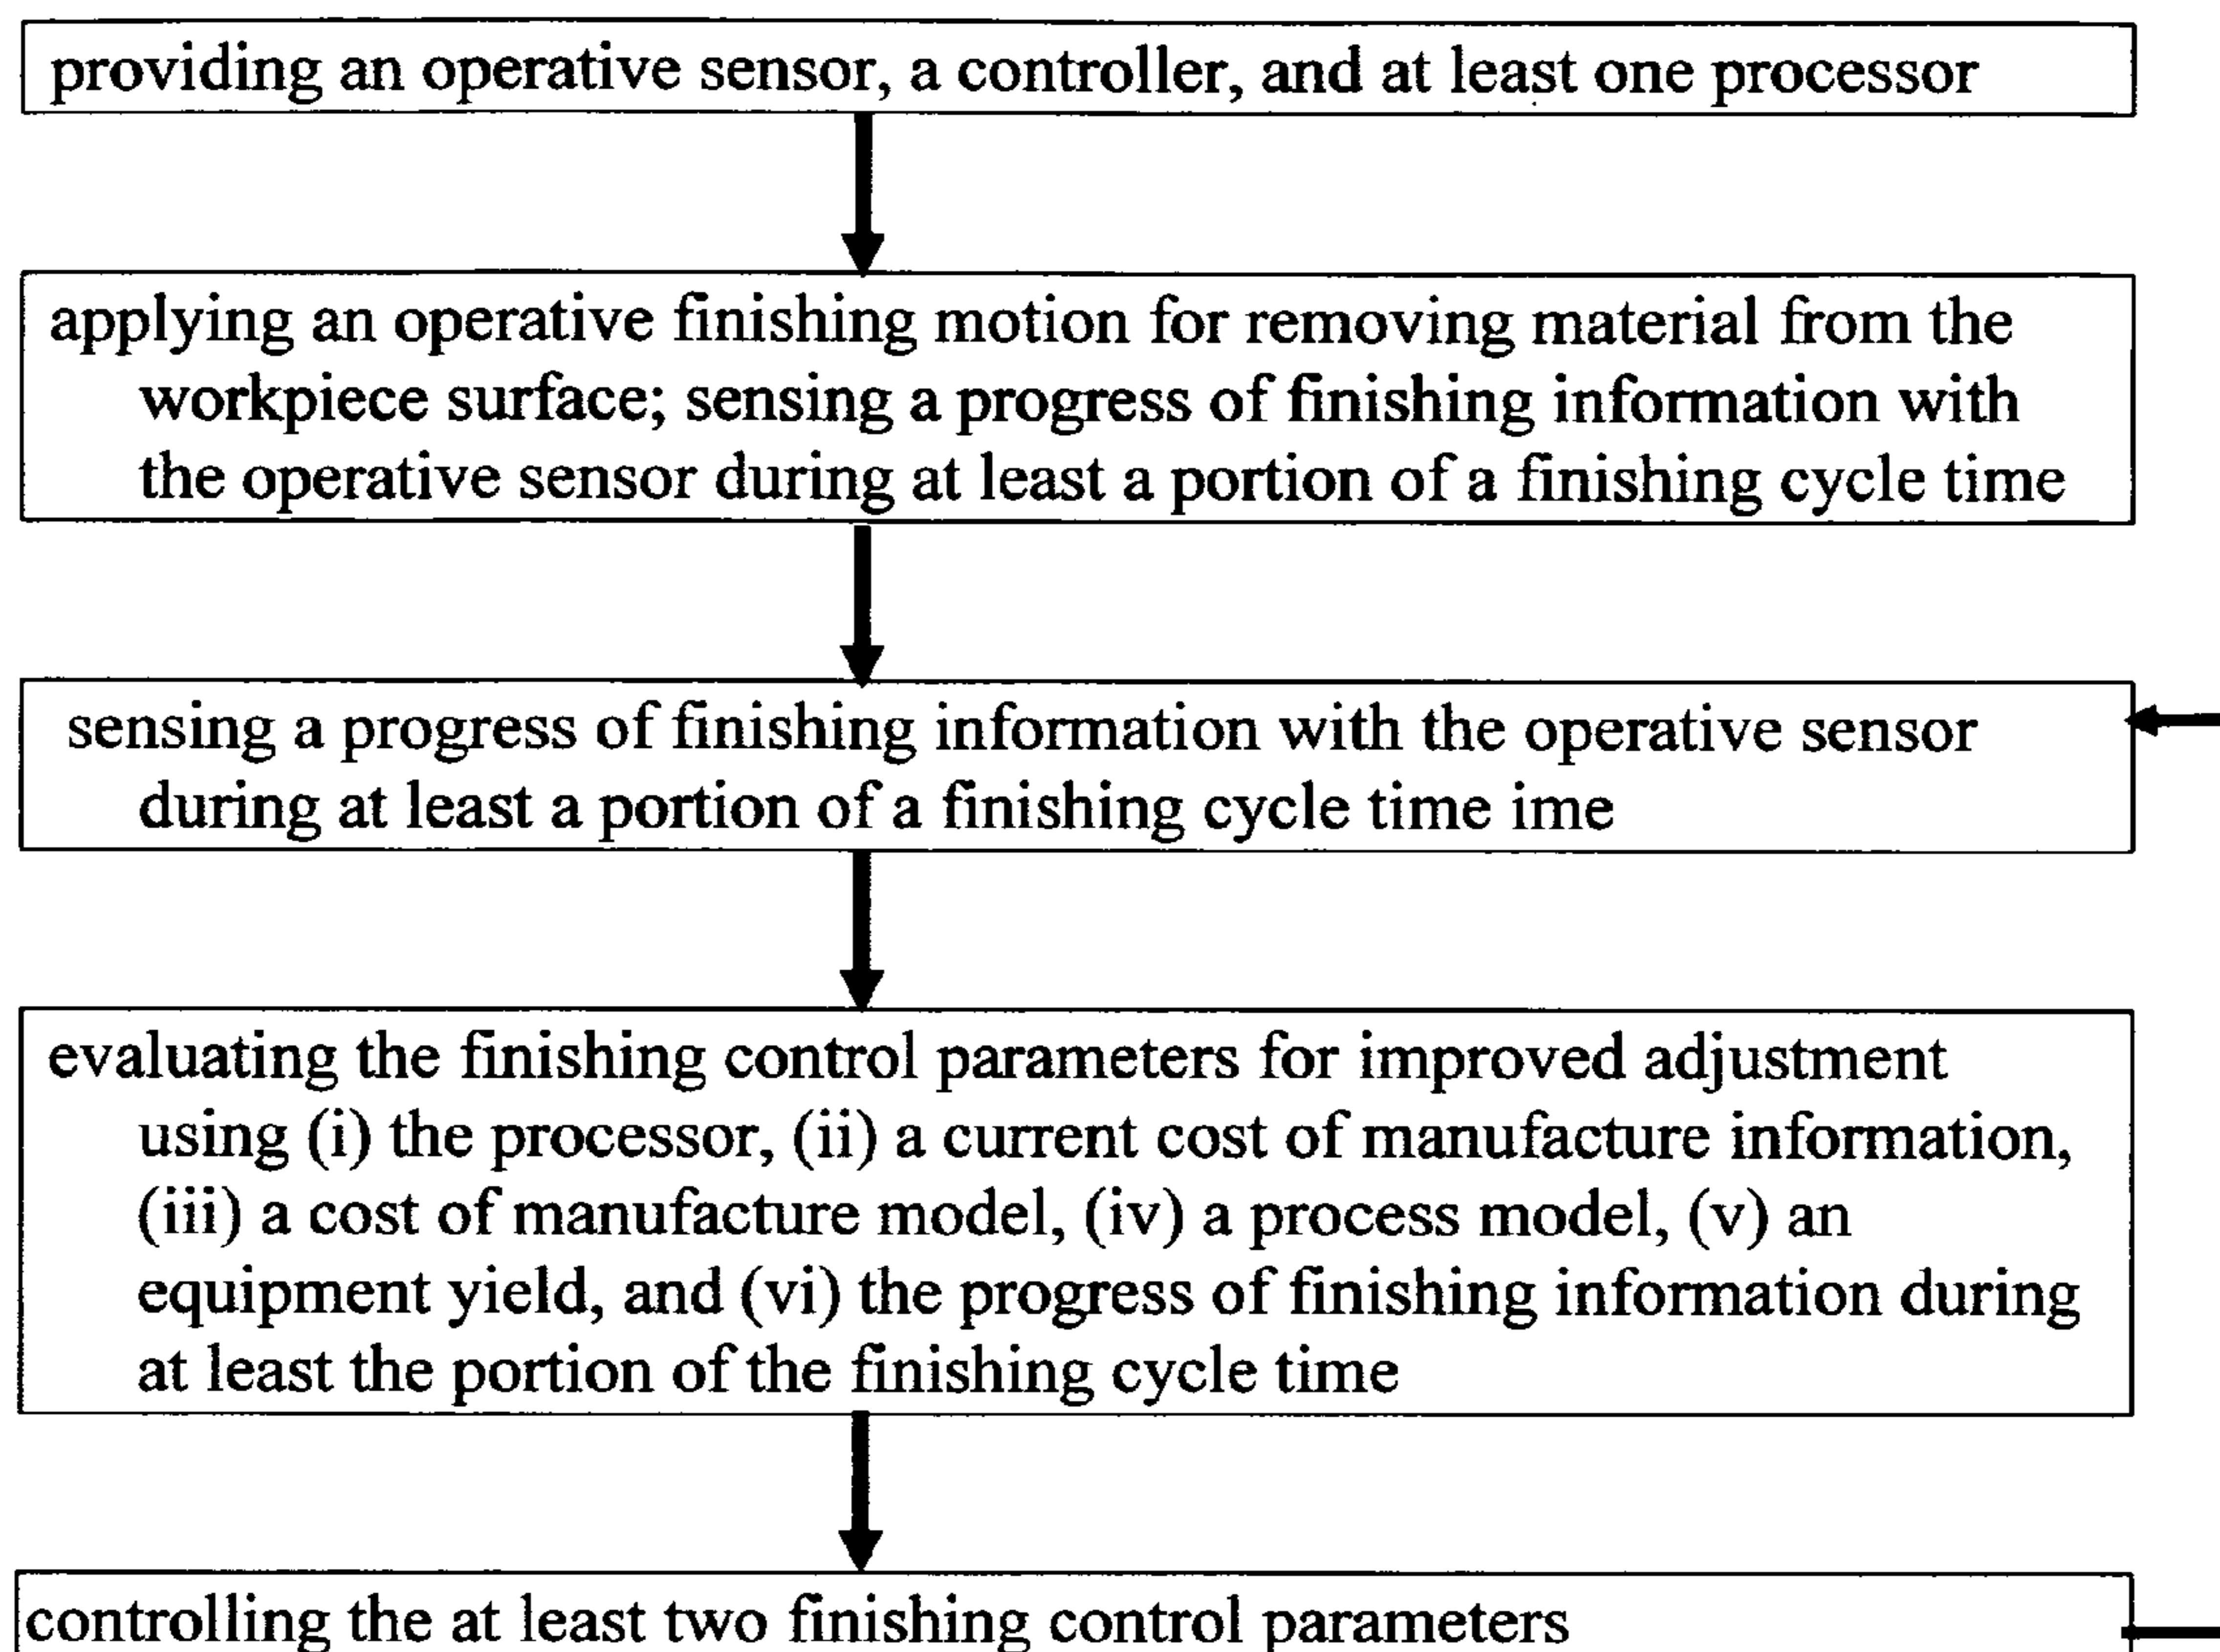 providing an operative sensor, a controller, and at least one processor
applying an operative finishing motion for removing material from the
workpiece surface; sensing a progress of finishing information with
the operative sensor during at least a portion of a finishing cycle time
sensing a progress of finishing information with the operative sensor
during at least a portion of a finishing cycle time ime
evaluating the finishing control parameters for improved adjustment
using (i) the processor, (ii) a current cost of manufacture information,
(iii) a cost of manufacture model, (iv) a process model, (v) an
equipment yield, and (vi) the progress of finishing information during
at least the portion of the finishing cycle time
controlling the at least two finishing control parameters